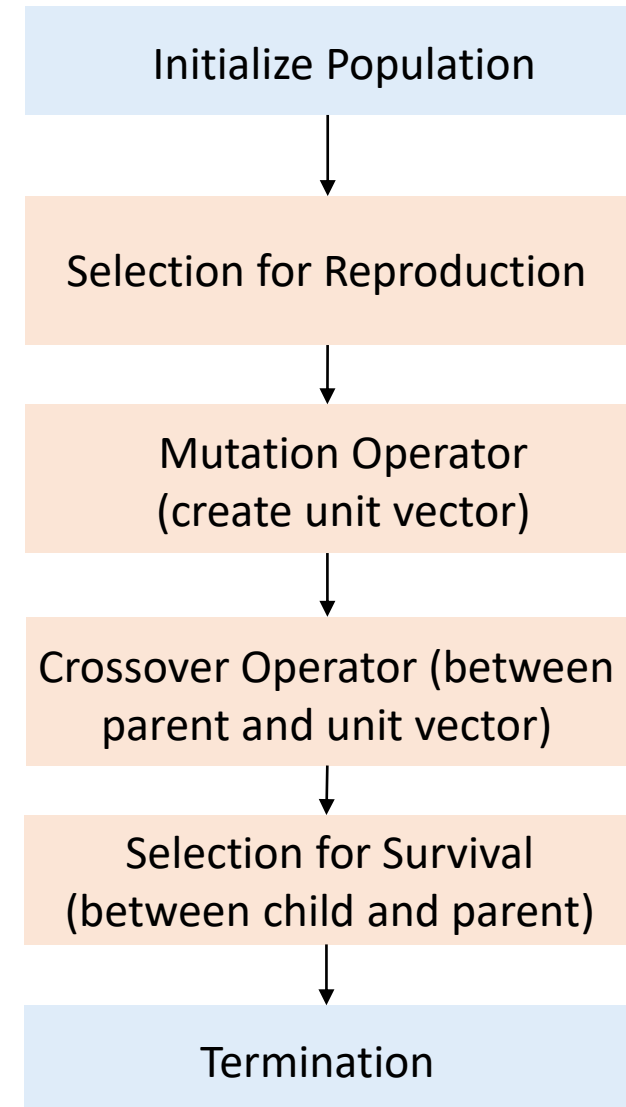 Initialize Population
Selection for Reproduction
Mutation Operator
(create unit vector)
Crossover Operator (between
parent and unit vector)
Selection for Survival
(between child and parent)
Termination